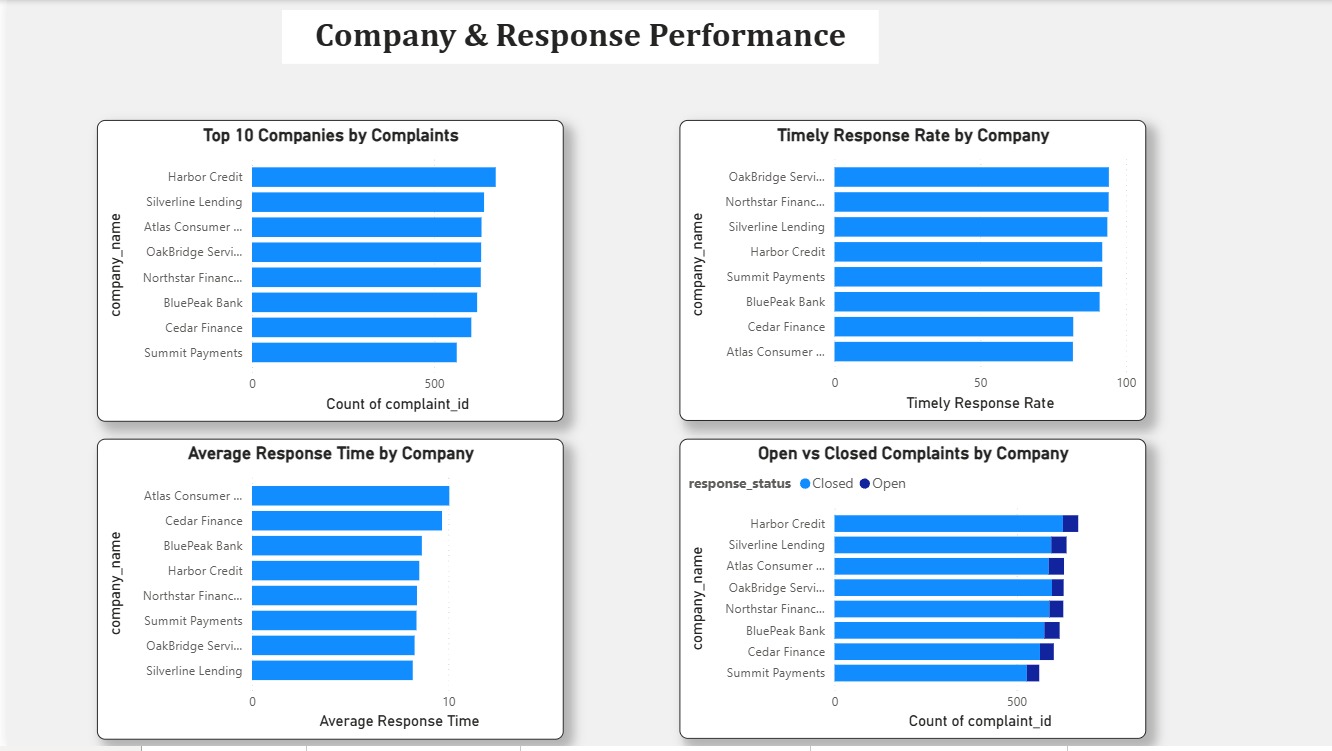 Company & Response Performance
Top 10 Companies by Complaints
company_name
Harbor Credit
Silverline Lending
Atlas Consumer ...
OakBridge Servi...
Northstar Financ...
BluePeak Bank
Cedar Finance
Summit Payments
0 500
Count of complaint_id
Timely Response Rate by Company
company_name
OakBridge Servi...
Northstar Financ...
Silverline Lending
Harbor Credit
Summit Payments
BluePeak Bank
Cedar Finance
Atlas Consumer ...
0 50 100
Timely Response Rate
Average Response Time by Company
company_name
Atlas Consumer ...
Cedar Finance
BluePeak Bank
Harbor Credit
Northstar Financ...
Summit Payments
OakBridge Servi...
Silverline Lending
0 10
Average Response Time
Open vs Closed Complaints by Company
response_status Closed Open
company_name
Harbor Credit
Silverline Lending
Atlas Consumer ...
OakBridge Servi...
Northstar Financ...
BluePeak Bank
Cedar Finance
Summit Payments
0 500
Count of complaint_id